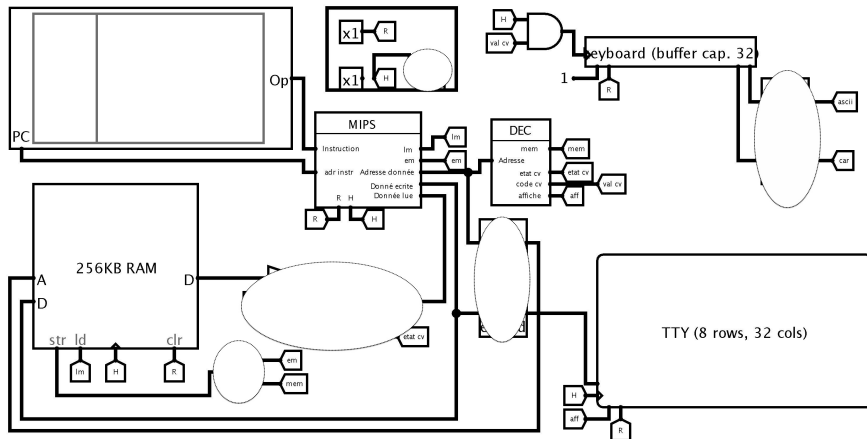 Op
PC
x1
R
x1
H
H
val cv
1
eyboard (buffer cap. 32)
R
ascii
car
MIPS
Instruction
lm
em
adr instr
Adresse donnée
Donné ecrite
Donnée lue
R H
R
H
lm
em
DEC
mem
Adresse
etat cv
code cv
affiche
mem
etat cv
val cv
aff
256KB RAM
A
D
D
str ld
clr
lm
H
R
em
mem
etat cv
TTY (8 rows, 32 cols)
H
aff
R